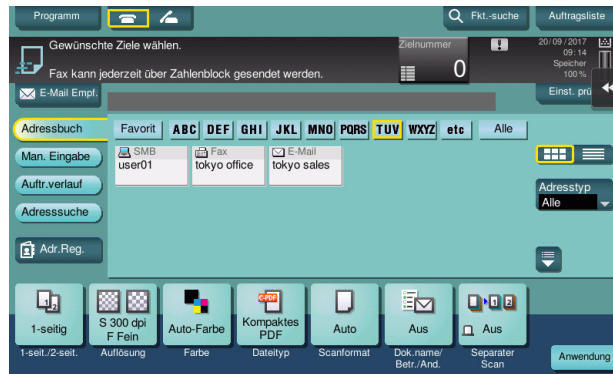 Programm
Fkt.-suche
Auftragsliste
Gewünschte Ziele wählen.
Fax kann jederzeit über Zahlenblock gesendet werden.
Zielnummer
0
20/09/2017
09:14
Speicher
100 %
E-Mail Empf.
Einst. prü
Adressbuch
Favorit ABC DEF GHI JKL MNO PQRS TUV WXYZ etc Alle
Man. Eingabe
Auftr.verlauf
Adresssuche
Adr.Reg.
SMB
user01
Fax
tokyo office
E-Mail
tokyo sales
Adresstyp
Alle
1-seitig
1-seit./2-seit.
S 300 dpi
F Fein
Auflösung
Auto-Farbe
Farbe
C-PDF
Kompaktes
PDF
Dateityp
Auto
Scanformat
Aus
Dok.name/
Betr./And.
Aus
Separater
Scan
Anwendung